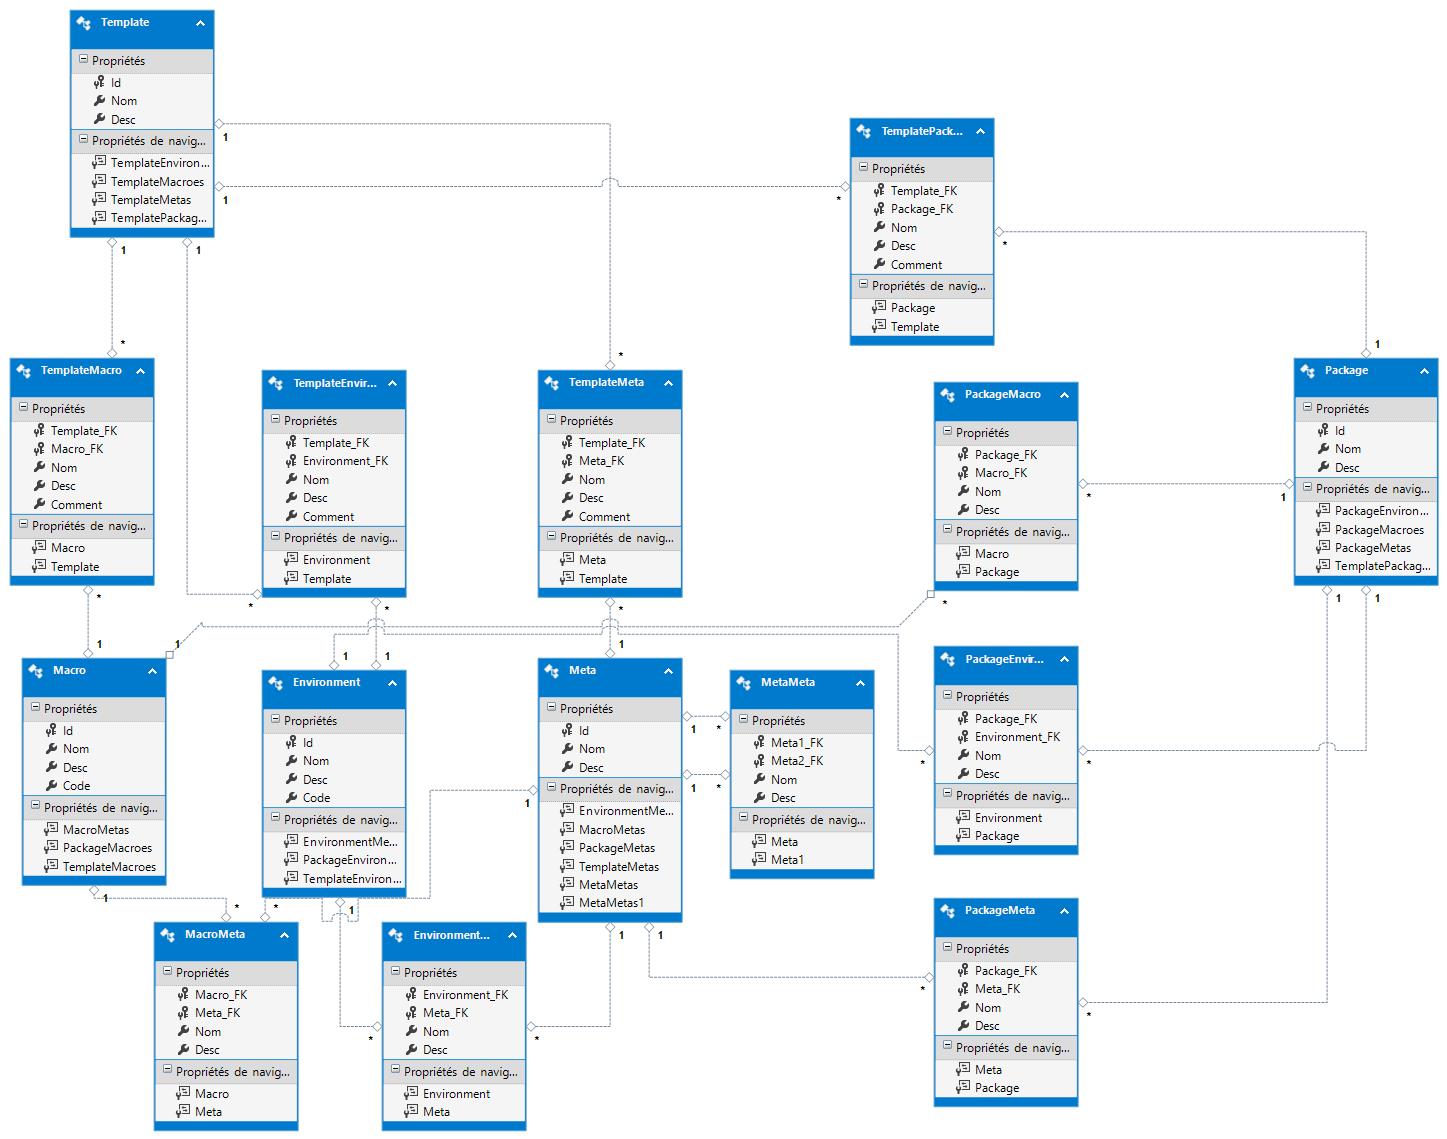 Template
Propriétés
Id
Nom
Desc
Propriétés de navig...
TemplateEnviron...
TemplateMacroes
TemplateMetas
TemplatePackag...
1
1
1
1
TemplatePack...
Propriétés
Template_FK
Package_FK
Nom
Desc
Comment
Propriétés de navig...
Package
Template
*
*
*
*
1
TemplateMacro
Propriétés
Template_FK
Macro_FK
Nom
Desc
Comment
Propriétés de navig...
Macro
Template
TemplateEnvir...
Propriétés
Template_FK
Environment_FK
Nom
Desc
Comment
Propriétés de navig...
Environment
Template
TemplateMeta
Propriétés
Template_FK
Meta_FK
Nom
Desc
Comment
Propriétés de navig...
Meta
Template
PackageMacro
Propriétés
Package_FK
Macro_FK
Nom
Desc
Propriétés de navig...
Macro
Package
Package
Propriétés
Id
Nom
Desc
Propriétés de navig...
PackageEnviron...
PackageMacroes
PackageMetas
TemplatePackag...
*
1
*
*
*
*
*
1
1
1
1
1
1
1
Macro
Propriétés
Id
Nom
Desc
Code
Propriétés de navig...
MacroMetas
PackageMacroes
TemplateMacroes
Environment
Propriétés
Id
Nom
Desc
Code
Propriétés de navig...
EnvironmentMe...
PackageEnviron...
TemplateEnviron...
Meta
Propriétés
Id
Nom
Desc
Propriétés de navig...
EnvironmentMe...
MacroMetas
PackageMetas
TemplateMetas
MetaMetas
MetaMetas1
1
*
1
*
1
MetaMeta
Propriétés
Meta1_FK
Meta2_FK
Nom
Desc
Propriétés de navig...
Meta
Meta1
PackageEnvir...
Propriétés
Package_FK
Environment_FK
Nom
Desc
Propriétés de navig...
Environment
Package
*
*
1
*
*
1
1
1
MacroMeta
Propriétés
Macro_FK
Meta_FK
Nom
Desc
Propriétés de navig...
Macro
Meta
Environment...
Propriétés
Environment_FK
Meta_FK
Nom
Desc
Propriétés de navig...
Environment
Meta
*
*
PackageMeta
Propriétés
Package_FK
Meta_FK
Nom
Desc
Propriétés de navig...
Meta
Package
*
*